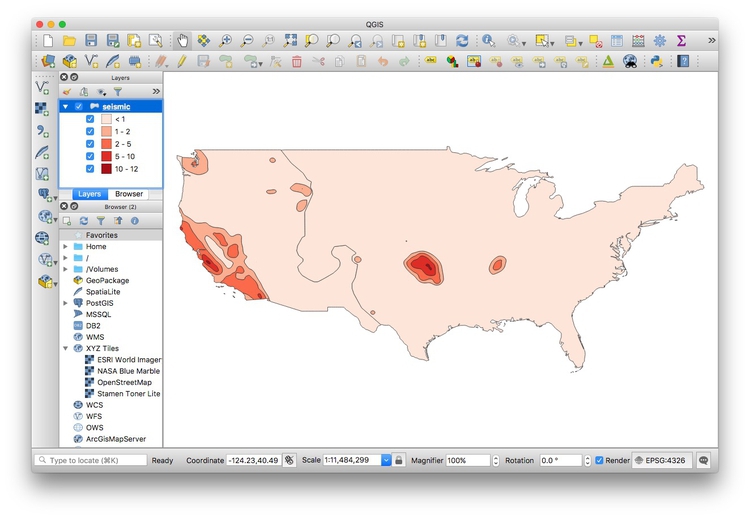 QGIS
Layers
seismic
< 1
1 - 2
2 - 5
5 - 10
10 - 12
Layers Browser
Browser (2)
Favorites
Home
/
/Volumes
GeoPackage
SpatiaLite
PostGIS
MSSQL
DB2
WMS
XYZ Tiles
ESRI World Imager
NASA Blue Marble
OpenStreetMap
Stamen Toner Lite
WCS
WFS
OWS
ArcGisMapServer
Type to locate (⌘K) Ready Coordinate -124.23,40.49 Scale 1:11,484,299 Magnifier 100% Rotation 0.0 ° Render EPSG:4326